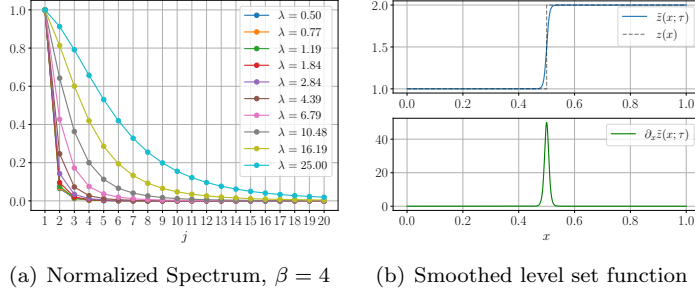 1.0
0.8
0.6
0.4
0.2
0.0
λ = 0.50
λ = 0.77
λ = 1.19
λ = 1.84
λ = 2.84
λ = 4.39
λ = 6.79
λ = 10.48
λ = 16.19
λ = 25.00
1 2 3 4 5 6 7 8 9 10 11 12 13 14 15 16 17 18 19 20
j
(a) Normalized Spectrum, β = 4
2.0
1.5
1.0
z̄(x; τ)
z(x)
0.0 0.2 0.4 0.6 0.8 1.0
40
20
0
∂ₓz̄(x; τ)
0.0 0.2 0.4 0.6 0.8 1.0
x
(b) Smoothed level set function